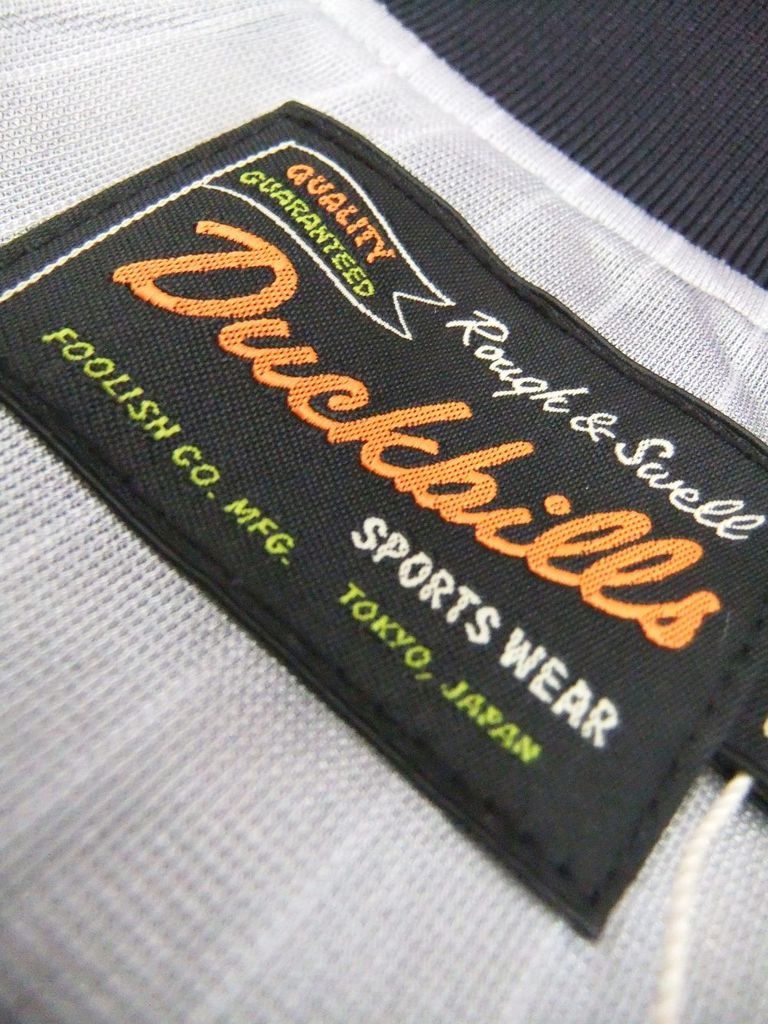 QUALITY
GUARANTEED
Rough & Swell
Duckbills
SPORTS WEAR
FOOLISH CO. MFG. TOKYO, JAPAN